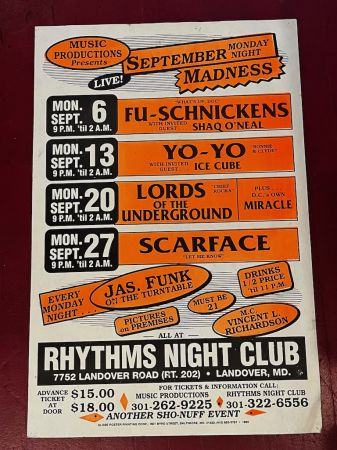 MUSIC
PRODUCTIONS
Presents
LIVE!
SEPTEMBER
MONDAY
NIGHT
MADNESS
MON. SEPT. 6
9 P.M. 'til 2 A.M.
"WHAT'S UP, DOC"
FU-SCHNICKENS
WITH INVITED
GUEST
SHAQ O'NEAL
MON. SEPT. 13
9 P.M. 'til 2 A.M.
YO-YO
"BONNIE
& CLYDE"
WITH INVITED
GUEST
ICE CUBE
MON. SEPT. 20
9 P.M. 'til 2 A.M.
LORDS
OF THE
UNDERGROUND
"CHIEF
ROCKA"
PLUS . . .
D.C.'s OWN
MIRACLE
MON. SEPT. 27
9 P.M. 'til 2 A.M.
SCARFACE
"LET ME KNOW"
EVERY
MONDAY
NIGHT . . .
JAS. FUNK
ON THE TURNTABLE
DRINKS
1/2 PRICE
'til 11 P.M.
PICTURES
on PREMISES
MUST BE
21
M.C.
VINCENT L.
RICHARDSON
ALL AT
RHYTHMS NIGHT CLUB
7752 LANDOVER ROAD (RT. 202) • LANDOVER, MD.
ADVANCE
TICKET
AT
DOOR
$15.00
$18.00
FOR TICKETS & INFORMATION CALL:
MUSIC PRODUCTIONS
301-262-9225
RHYTHMS NIGHT CLUB
301-322-6556
ANOTHER SHO-NUFF EVENT
GLOBE POSTER PRINTING CORP.